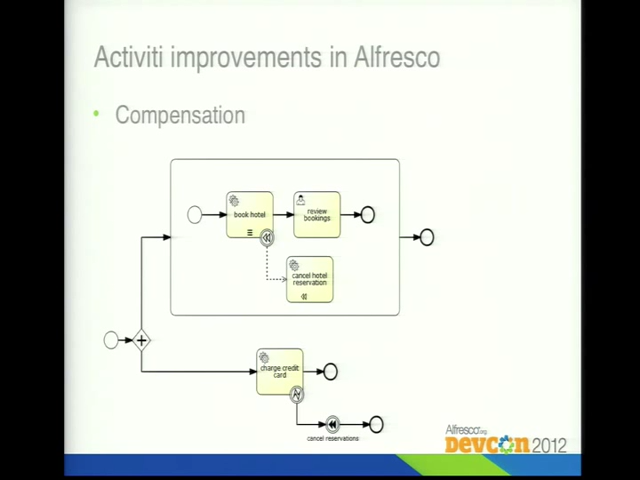 Activiti improvements in Alfresco
• Compensation
book hotel
review
bookings
cancel hotel
reservation
charge credit
card
cancel reservations
Alfresco.org
DEVCON 2012